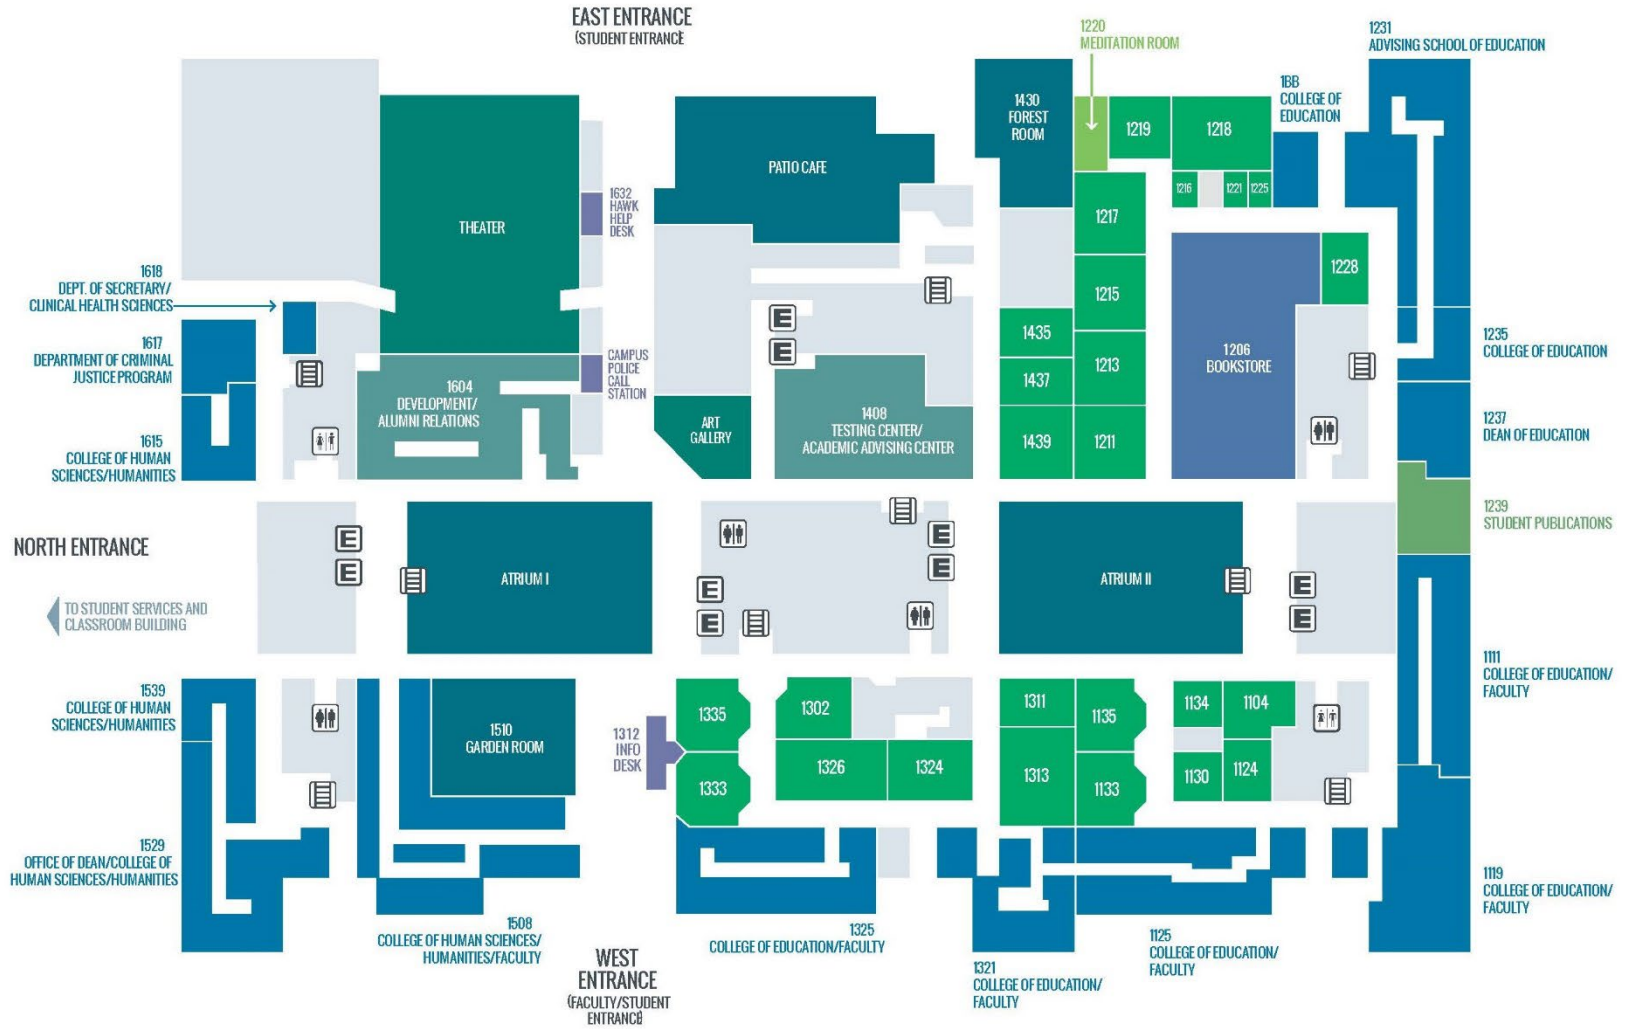 EAST ENTRANCE
(STUDENT ENTRANCE
1220
MEDITATION ROOM
1231
ADVISING SCHOOL OF EDUCATION
1BB
COLLEGE OF
EDUCATION
1430
FOREST
ROOM
1219
1218
1216
1221
1225
PATIO CAFE
THEATER
1632
HAWK
HELP
DESK
1217
1228
1215
1618
DEPT. OF SECRETARY/
CLINICAL HEALTH SCIENCES
1617
DEPARTMENT OF CRIMINAL
JUSTICE PROGRAM
E
E
1435
1437
1213
1206
BOOKSTORE
1235
COLLEGE OF EDUCATION
CAMPUS
POLICE
CALL
STATION
1604
DEVELOPMENT/
ALUMNI RELATIONS
ART
GALLERY
1408
TESTING CENTER/
ACADEMIC ADVISING CENTER
1439
1211
1237
DEAN OF EDUCATION
1615
COLLEGE OF HUMAN
SCIENCES/HUMANITIES
1239
STUDENT PUBLICATIONS
NORTH ENTRANCE
TO STUDENT SERVICES AND
CLASSROOM BUILDING
E
E
ATRIUM I
E
E
E
E
ATRIUM II
E
E
1111
COLLEGE OF EDUCATION/
FACULTY
1539
COLLEGE OF HUMAN
SCIENCES/HUMANITIES
1510
GARDEN ROOM
1312
INFO
DESK
1335
1333
1302
1326
1324
1311
1313
1135
1133
1134
1104
1130
1124
1529
OFFICE OF DEAN/COLLEGE OF
HUMAN SCIENCES/HUMANITIES
1119
COLLEGE OF EDUCATION/
FACULTY
1508
COLLEGE OF HUMAN SCIENCES/
HUMANITIES/FACULTY
1325
COLLEGE OF EDUCATION/FACULTY
1321
COLLEGE OF EDUCATION/
FACULTY
1125
COLLEGE OF EDUCATION/
FACULTY
WEST
ENTRANCE
(FACULTY/STUDENT
ENTRANCE)